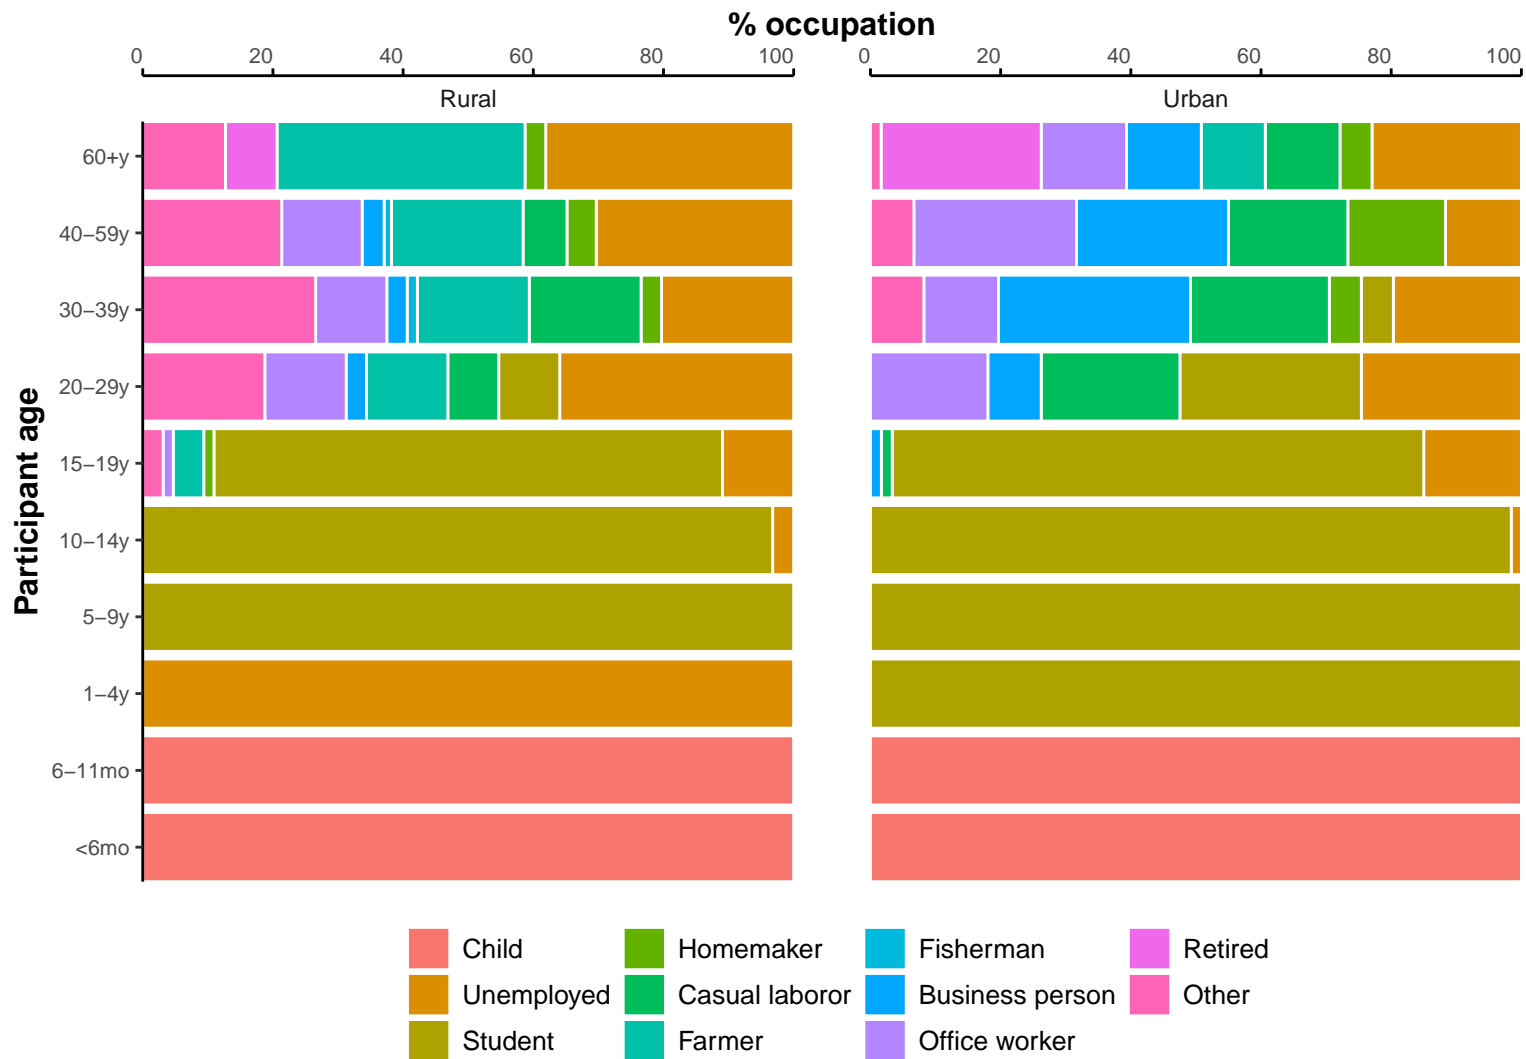 % occupation
0 20 40 60 80 100 0 20 40 60 80 100
Rural Urban
Participant age
60+y
40–59y
30–39y
20–29y
15–19y
10–14y
5–9y
1–4y
6–11mo
<6mo
Child Homemaker Fisherman Retired
Unemployed Casual laboror Business person Other
Student Farmer Office worker